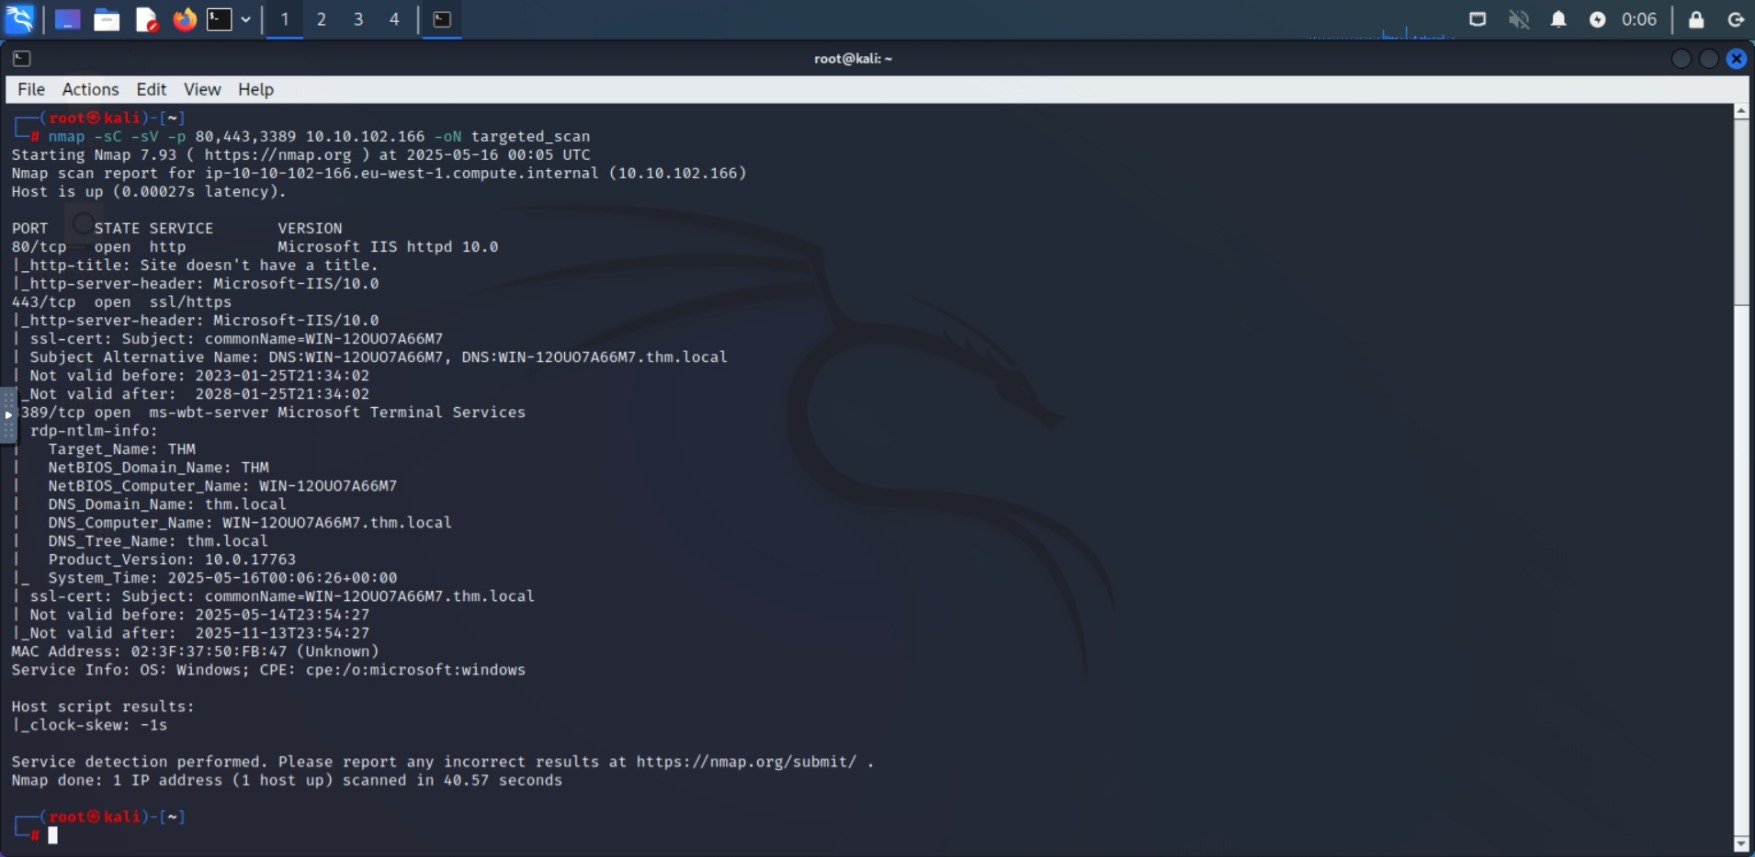 1 2 3 4 0:06
root@kali: ~
File Actions Edit View Help
┌──(root㉿kali)-[~]
└─# nmap -sC -sV -p 80,443,3389 10.10.102.166 -oN targeted_scan
Starting Nmap 7.93 ( https://nmap.org ) at 2025-05-16 00:05 UTC
Nmap scan report for ip-10-10-102-166.eu-west-1.compute.internal (10.10.102.166)
Host is up (0.00027s latency).
PORT     STATE SERVICE       VERSION
80/tcp   open  http          Microsoft IIS httpd 10.0
|_http-title: Site doesn't have a title.
|_http-server-header: Microsoft-IIS/10.0
443/tcp  open  ssl/https
|_http-server-header: Microsoft-IIS/10.0
| ssl-cert: Subject: commonName=WIN-12OUO7A66M7
| Subject Alternative Name: DNS:WIN-12OUO7A66M7, DNS:WIN-12OUO7A66M7.thm.local
| Not valid before: 2023-01-25T21:34:02
_Not valid after:  2028-01-25T21:34:02
389/tcp open  ms-wbt-server Microsoft Terminal Services
rdp-ntlm-info:
|   Target_Name: THM
|   NetBIOS_Domain_Name: THM
|   NetBIOS_Computer_Name: WIN-12OUO7A66M7
|   DNS_Domain_Name: thm.local
|   DNS_Computer_Name: WIN-12OUO7A66M7.thm.local
|   DNS_Tree_Name: thm.local
|   Product_Version: 10.0.17763
|_  System_Time: 2025-05-16T00:06:26+00:00
| ssl-cert: Subject: commonName=WIN-12OUO7A66M7.thm.local
| Not valid before: 2025-05-14T23:54:27
|_Not valid after:  2025-11-13T23:54:27
MAC Address: 02:3F:37:50:FB:47 (Unknown)
Service Info: OS: Windows; CPE: cpe:/o:microsoft:windows
Host script results:
|_clock-skew: -1s
Service detection performed. Please report any incorrect results at https://nmap.org/submit/ .
Nmap done: 1 IP address (1 host up) scanned in 40.57 seconds
┌──(root㉿kali)-[~]
└─#